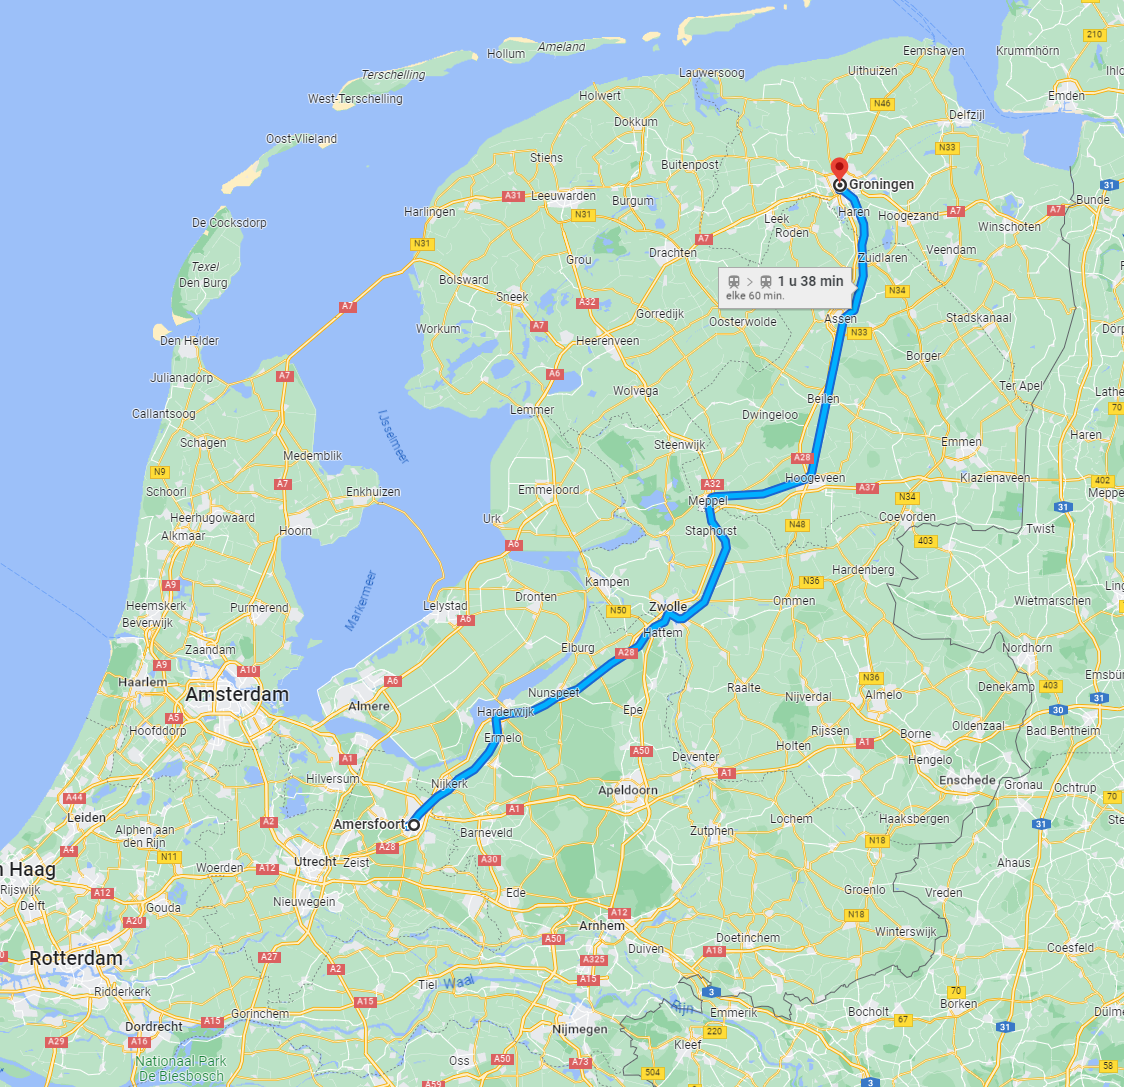 Ameland
Hollum
Terschelling
West-Terschelling
Oost-Vlieland
Lauwersoog
Eemshaven
Krummhörn
210
Uithuizen
Holwert
N46
Emden
Dokkum
Delfzijl
Stiens
Buitenpost
N33
Groningen
31
A31
Leeuwarden
Burgum
Bunde
De Cocksdorp
Harlingen
N31
Haren
Hoogezand
A7
A7
Leek
Roden
Winschoten
N31
A7
Drachten
Veendam
Grou
Zuidlaren
Texel
Den Burg
Bolsward
1 u 38 min
elke 60 min.
N34
Sneek
A32
A7
Gorredijk
Oosterwolde
Assen
Stadskanaal
Workum
A7
N33
Den Helder
Heerenveen
Borger
Julianadorp
A7
A6
Ter Apel
Wolvega
Callantsoog
Lemmer
Beilen
70
Dwingeloo
Schagen
IJsselmeer
Steenwijk
Emmen
Haren
Medemblik
A28
N9
A7
Hoogeveen
Klazienaveen
402
Schoorl
Enkhuizen
Emmeloord
A32
A37
Meppel
N34
31
Heerhugowaard
Urk
Coevorden
Hoorn
Staphorst
N48
Twist
Alkmaar
A6
403
Hardenberg
A9
Markermeer
Kampen
N36
Heemskerk
Purmerend
Lelystad
Dronten
Zwolle
Ommen
Wietmarschen
N50
Beverwijk
A6
Hattem
Zaandam
Elburg
A28
Nordhorn
A9
A10
Haarlem
A6
N36
Amsterdam
Nunspeet
Raalte
Nijverdal
Almelo
Denekamp
403
31
Almere
Harderwijk
Epe
30
A5
Hoofddorp
Ermelo
Rijssen
Borne
Oldenzaal
Bad Bentheim
A1
A50
Deventer
Holten
A1
Hengelo
Hilversum
Nijkerk
A1
Enschede
Gronau
Ochtrup
A44
Apeldoorn
70
Leiden
A1
Amersfoort
Lochem
Haaksbergen
A2
Alphen aan
den Rijn
Barneveld
Zutphen
31
A28
N18
A4
N11
Utrecht
Zeist
A30
Ahaus
Woerden
A12
Rijswijk
Nieuwegein
Ede
Groenlo
Vreden
A12
Delft
Gouda
A12
N18
A20
Arnhem
Winterswijk
A50
Doetinchem
Coesfeld
Duiven
A18
Rotterdam
A27
A2
A325
A15
Tiel
Waal
3
70
Ridderkerk
A15
Rijn
Borken
Gorinchem
Emmerik
Bocholt
A15
67
Dordrecht
Nijmegen
220
31
A29
A16
Kleef
Nationaal Park
De Biesbosch
Oss
A50
A73
504
58
A59
3